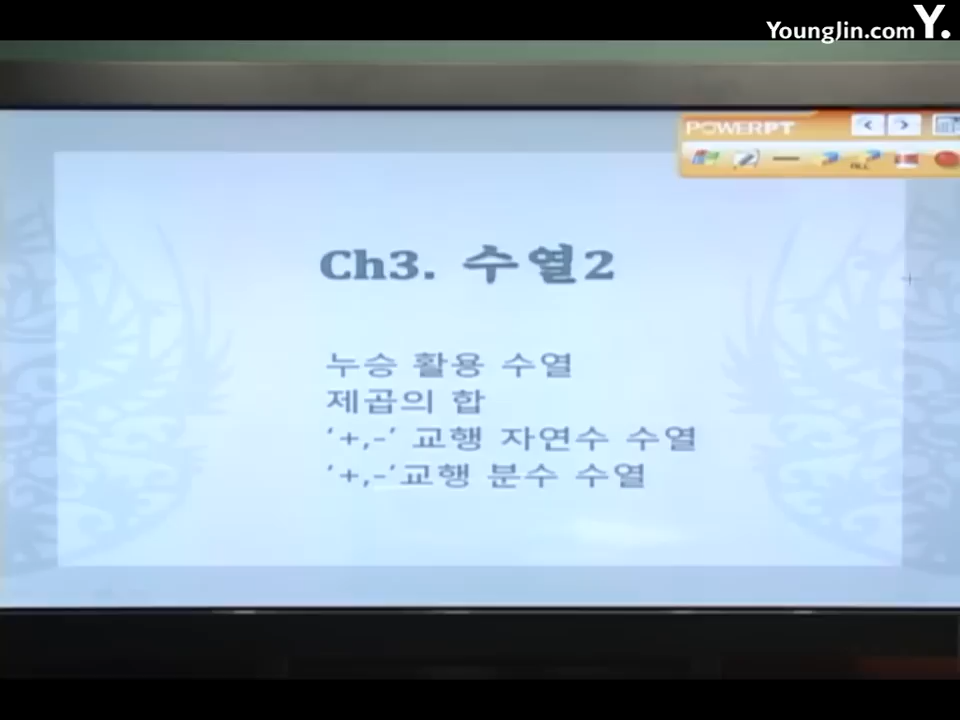 YoungJin.com Y.
POWERPT
Ch3. 수열2
누승 활용 수열
제곱의 합
‘+,-’ 교행 자연수 수열
‘+,-’교행 분수 수열